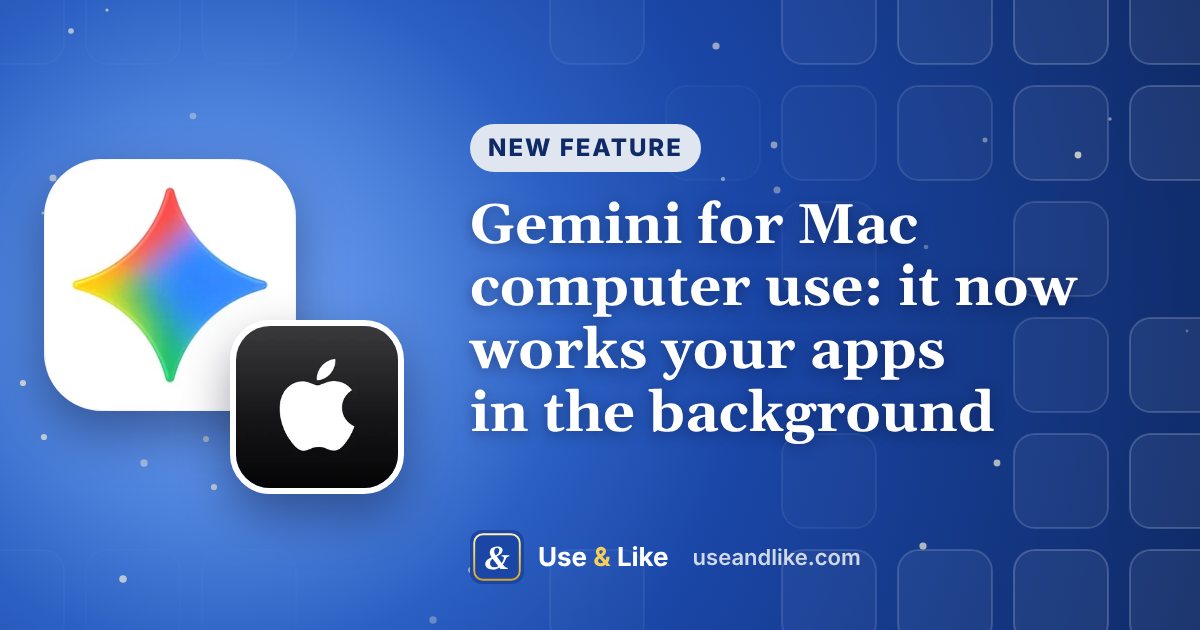 NEW FEATURE
Gemini for Mac
computer use: it now
works your apps
in the background
& Use & Like useandlike.com